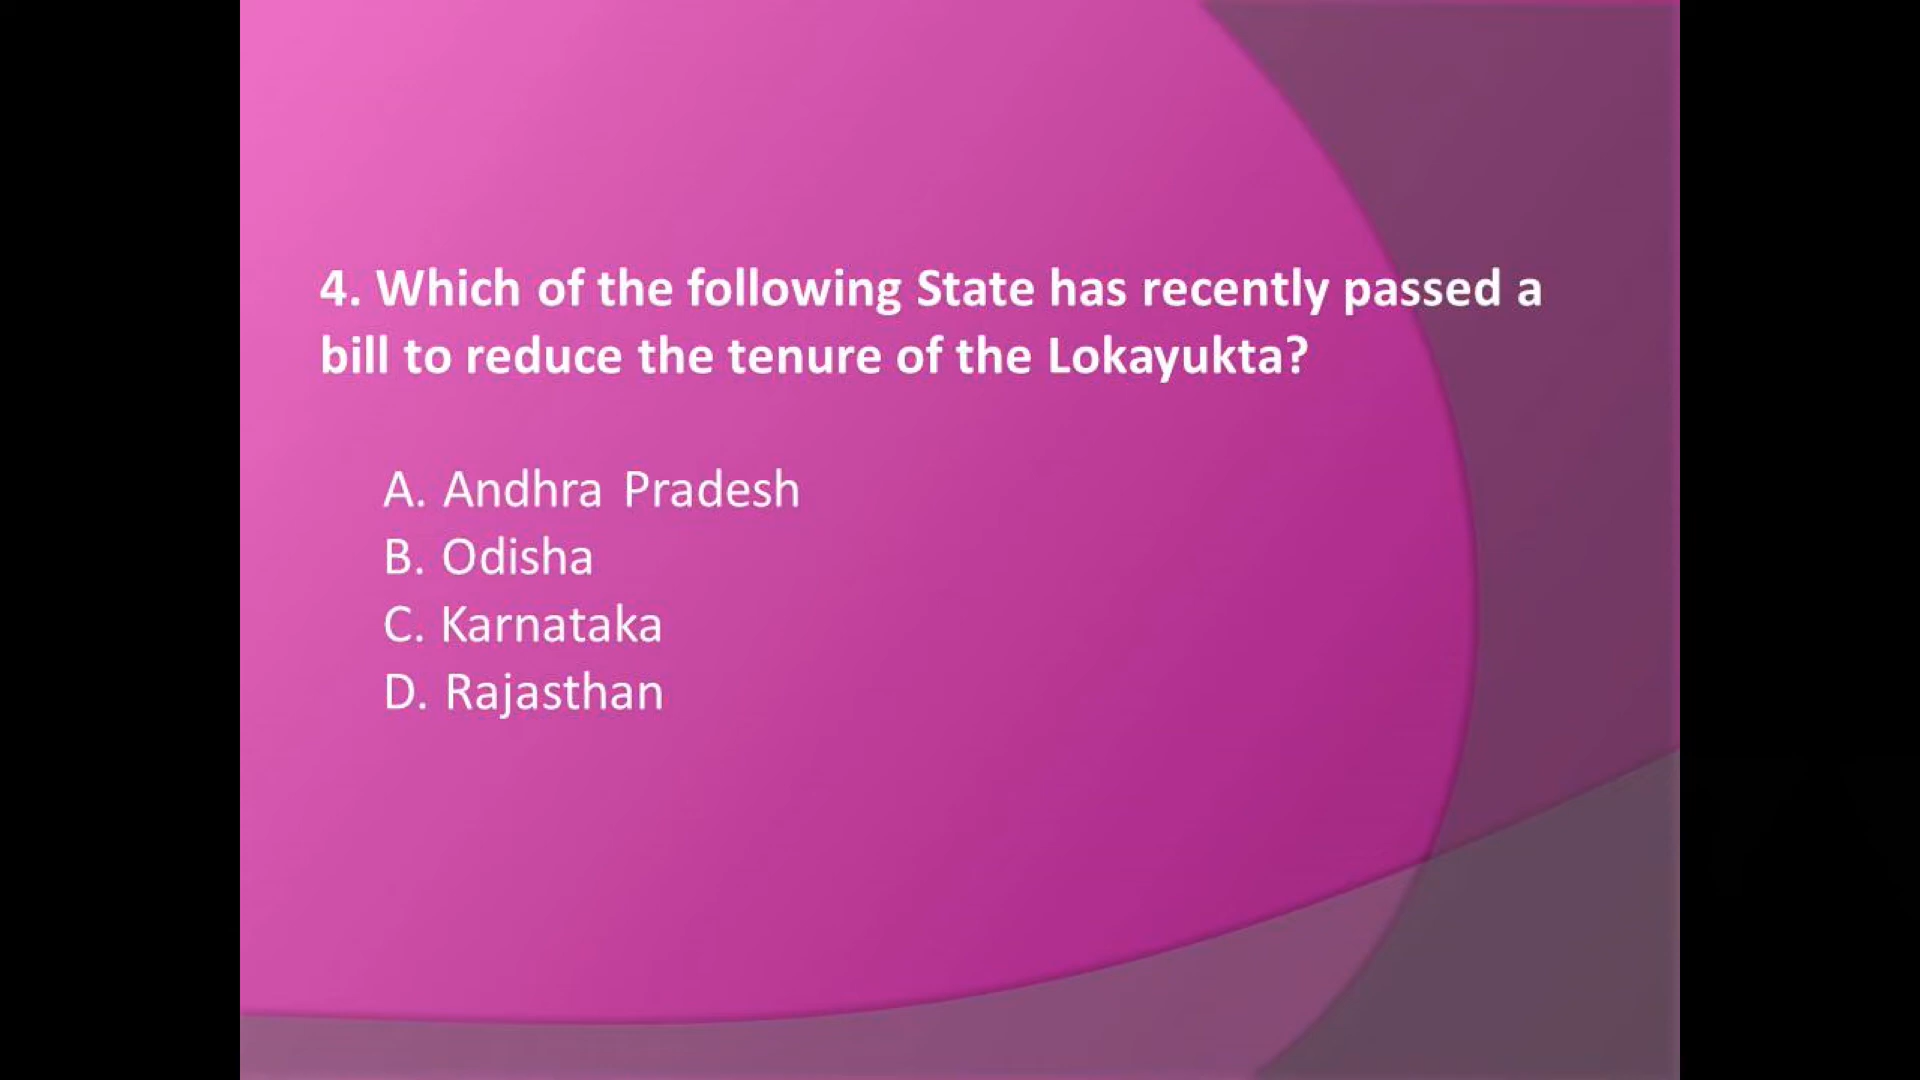 4. Which of the following State has recently passed a
bill to reduce the tenure of the Lokayukta?
A. Andhra Pradesh
B. Odisha
C. Karnataka
D. Rajasthan